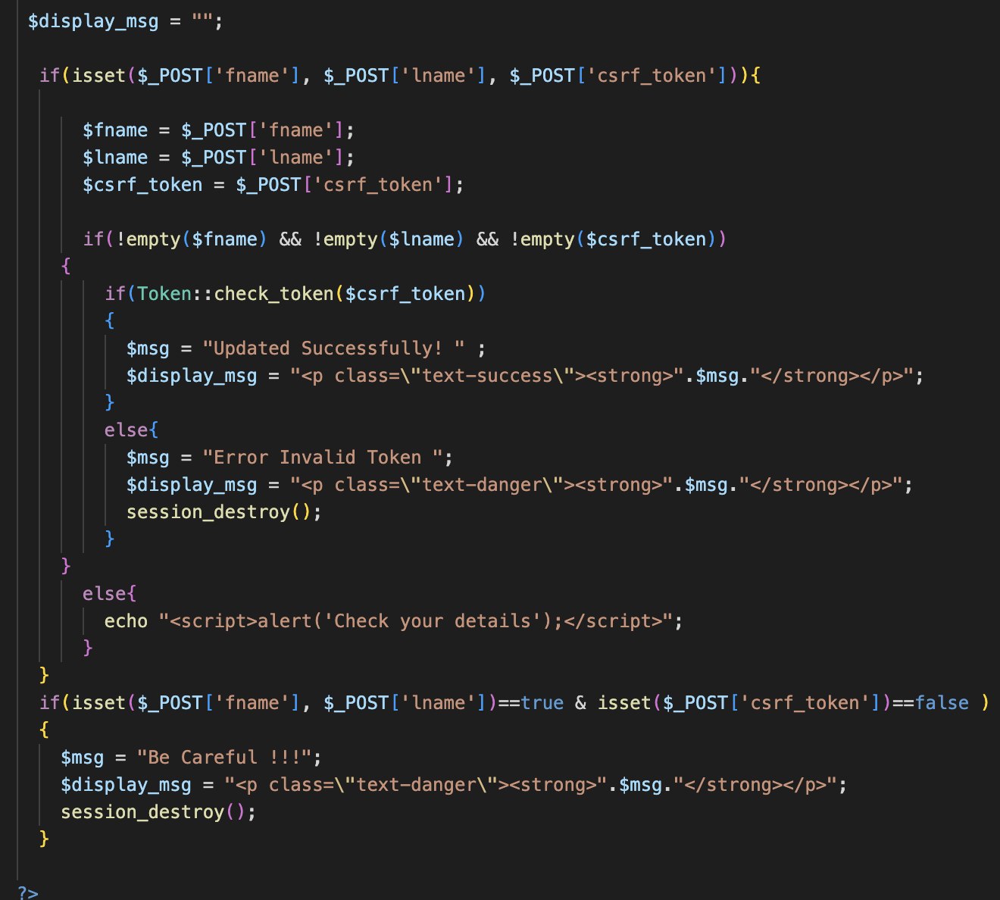 $display_msg = "";
if(isset($_POST['fname'], $_POST['lname'], $_POST['csrf_token'])){
$fname = $_POST['fname'];
$lname = $_POST['lname'];
$csrf_token = $_POST['csrf_token'];
if(!empty($fname) && !empty($lname) && !empty($csrf_token))
{
if(Token::check_token($csrf_token))
{
$msg = "Updated Successfully! " ;
$display_msg = "<p class=\"text-success\"><strong>".$msg."</strong></p>";
}
else{
$msg = "Error Invalid Token ";
$display_msg = "<p class=\"text-danger\"><strong>".$msg."</strong></p>";
session_destroy();
}
}
else{
echo "<script>alert('Check your details');</script>";
}
}
if(isset($_POST['fname'], $_POST['lname'])==true & isset($_POST['csrf_token'])==false )
{
$msg = "Be Careful !!!";
$display_msg = "<p class=\"text-danger\"><strong>".$msg."</strong></p>";
session_destroy();
}
?>